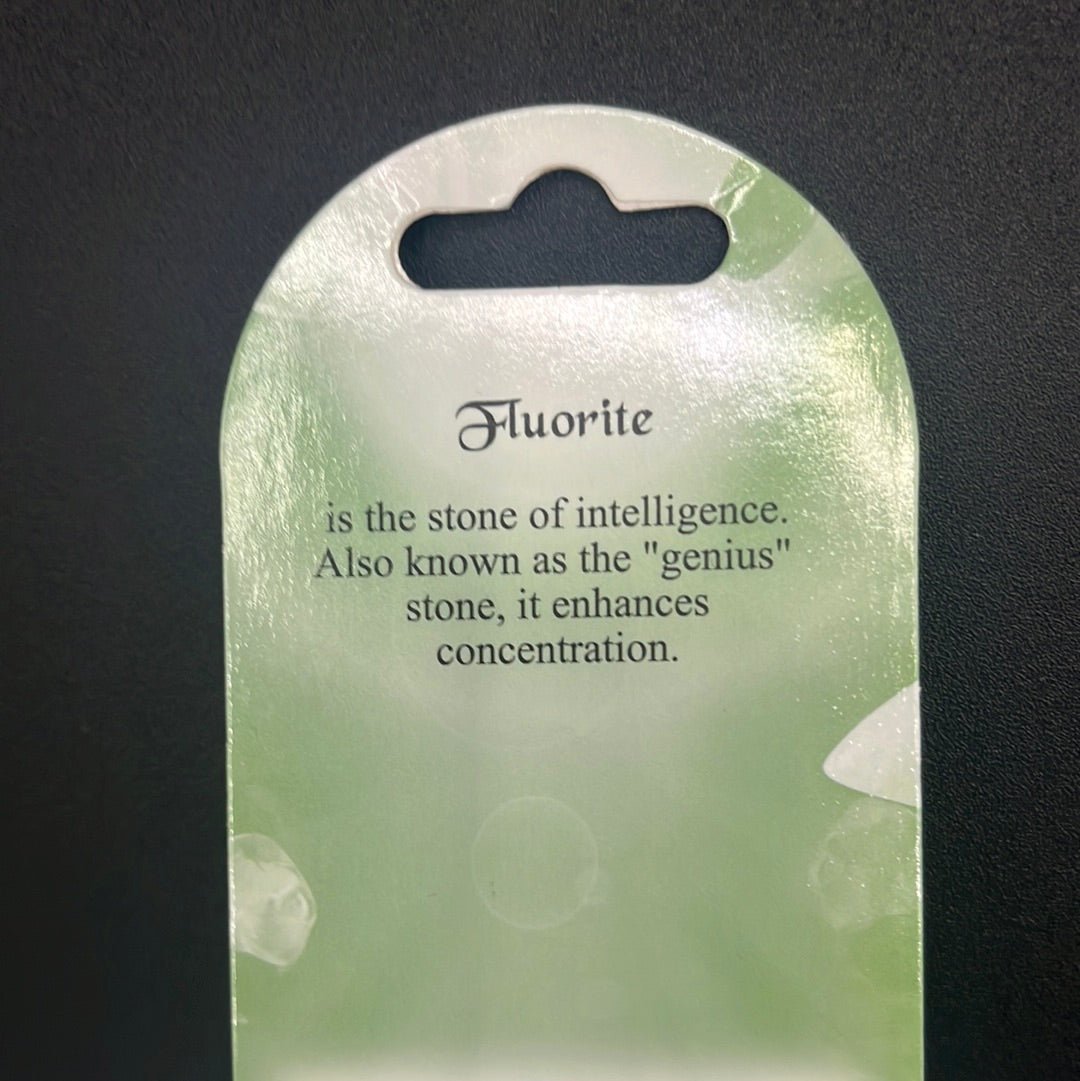 Fluorite
is the stone of intelligence.
Also known as the "genius"
stone, it enhances
concentration.